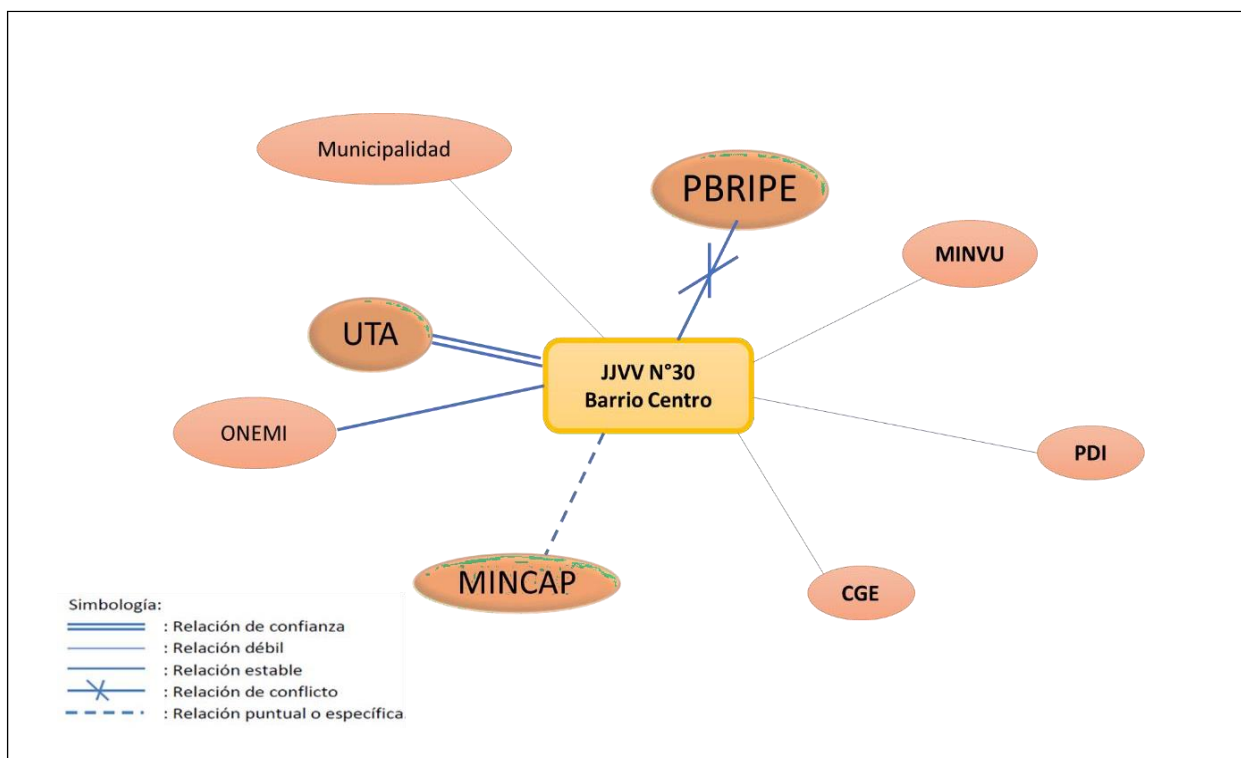 Municipalidad
PBRIPE
MINVU
UTA
JJVV N°30
Barrio Centro
ONEMI
PDI
MINCAP
CGE
Simbología:
: Relación de confianza
: Relación débil
: Relación estable
: Relación de conflicto
: Relación puntual o específica